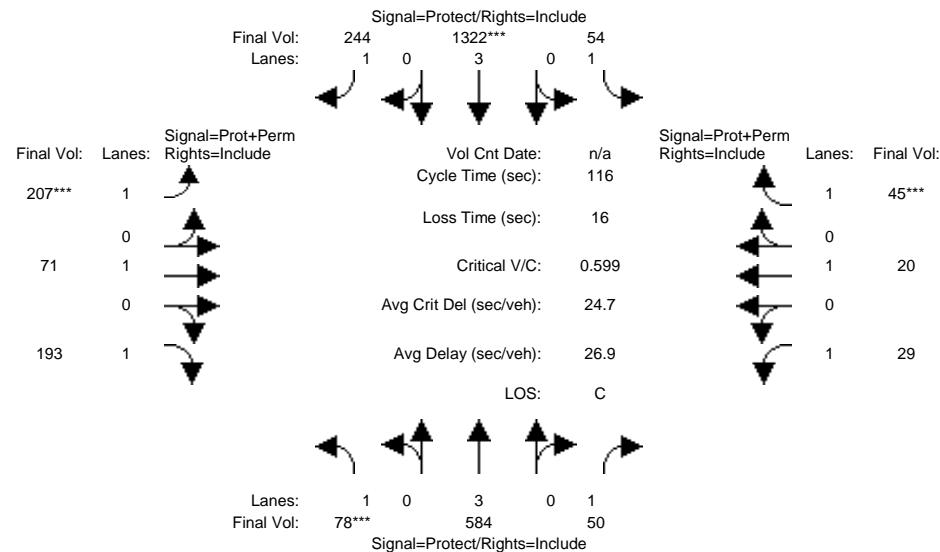 Signal=Protect/Rights=Include
Final Vol: 244 1322*** 54
Lanes: 1 0 3 0 1
Signal=Prot+Perm
Final Vol: Lanes: Rights=Include
Vol Cnt Date: n/a
Signal=Prot+Perm
Rights=Include Lanes: Final Vol:
Cycle Time (sec): 116
207*** 1
1 45***
Loss Time (sec): 16
0
0
71 1
Critical V/C: 0.599
1 20
0
Avg Crit Del (sec/veh): 24.7
0
193 1
Avg Delay (sec/veh): 26.9
1 29
LOS: C
Lanes: 1 0 3 0 1
Final Vol: 78*** 584 50
Signal=Protect/Rights=Include